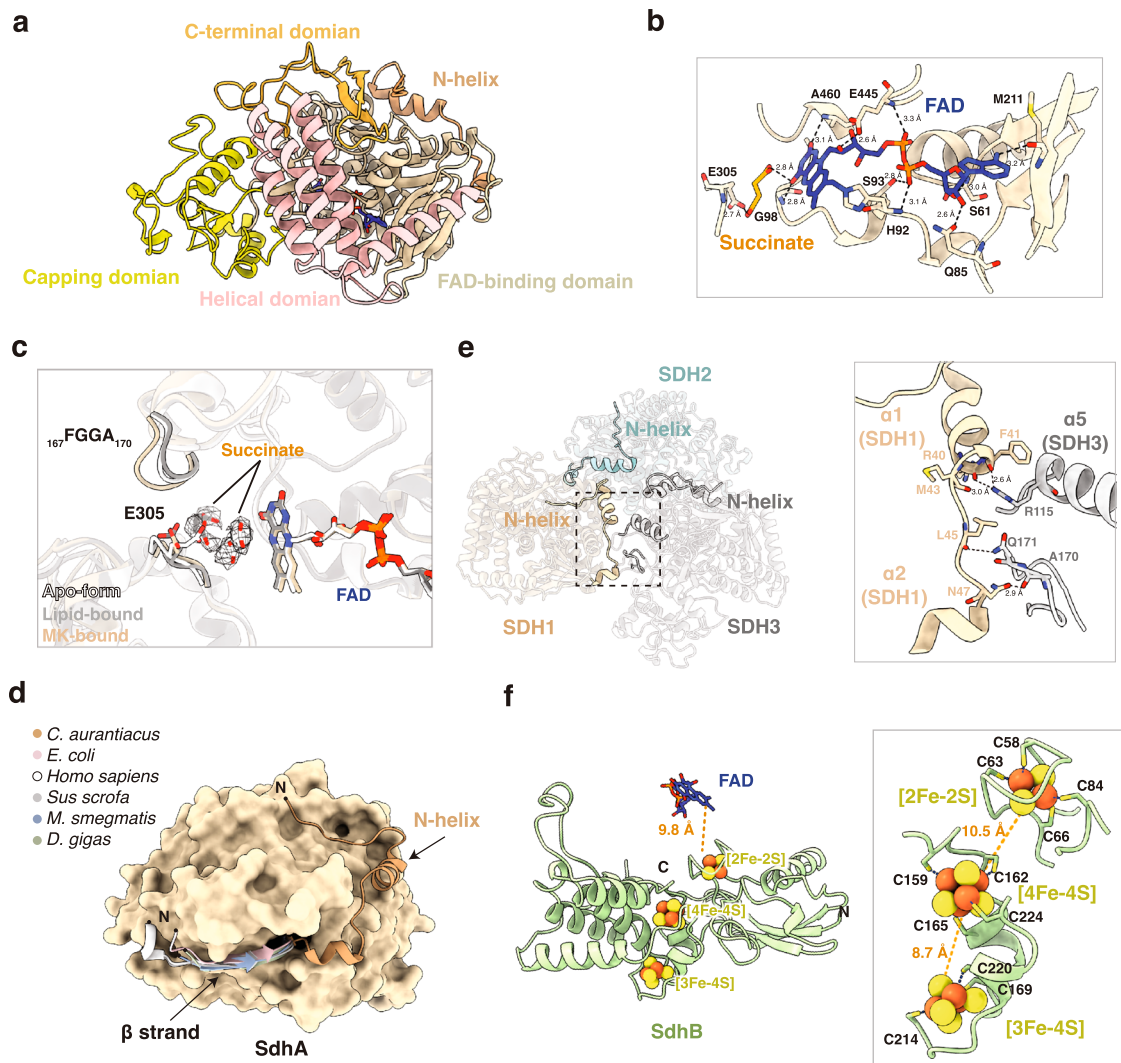 a
C-terminal domian
N-helix
Capping domian
Helical domian
FAD-binding domain
b
A460
E445
FAD
M211
3.3 Å
3.1 Å
2.6 Å
3.2 Å
E305
2.8 Å
S93
2.8 Å
3.0 Å
2.7 Å
G98
2.8 Å
3.1 Å
2.6 Å
S61
Succinate
H92
Q85
c
167FGGA170
Succinate
E305
Apo-form
Lipid-bound
MK-bound
FAD
e
SDH2
N-helix
N-helix
N-helix
SDH1
SDH3
α1
(SDH1)
F41
α5
(SDH3)
R40
2.6 Å
M43
3.0 Å
R115
L45
Q171
A170
α2
(SDH1)
N47
2.9 Å
d
C. aurantiacus
E. coli
Homo sapiens
Sus scrofa
M. smegmatis
D. gigas
N
N-helix
N
β strand
SdhA
f
FAD
9.8 Å
C
[2Fe-2S]
[4Fe-4S]
N
[3Fe-4S]
SdhB
C58
C63
C84
[2Fe-2S]
10.5 Å
C66
C159
C162
[4Fe-4S]
C165
C224
8.7 Å
C220
C169
[3Fe-4S]
C214